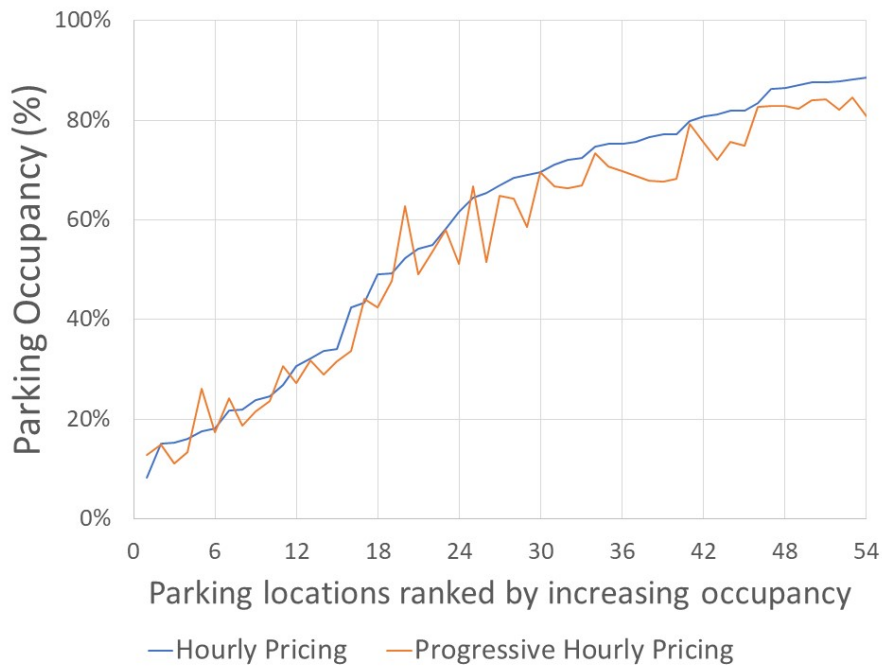 100%
80%
60%
40%
20%
0%
Parking Occupancy (%)
0 6 12 18 24 30 36 42 48 54
Parking locations ranked by increasing occupancy
Hourly Pricing Progressive Hourly Pricing